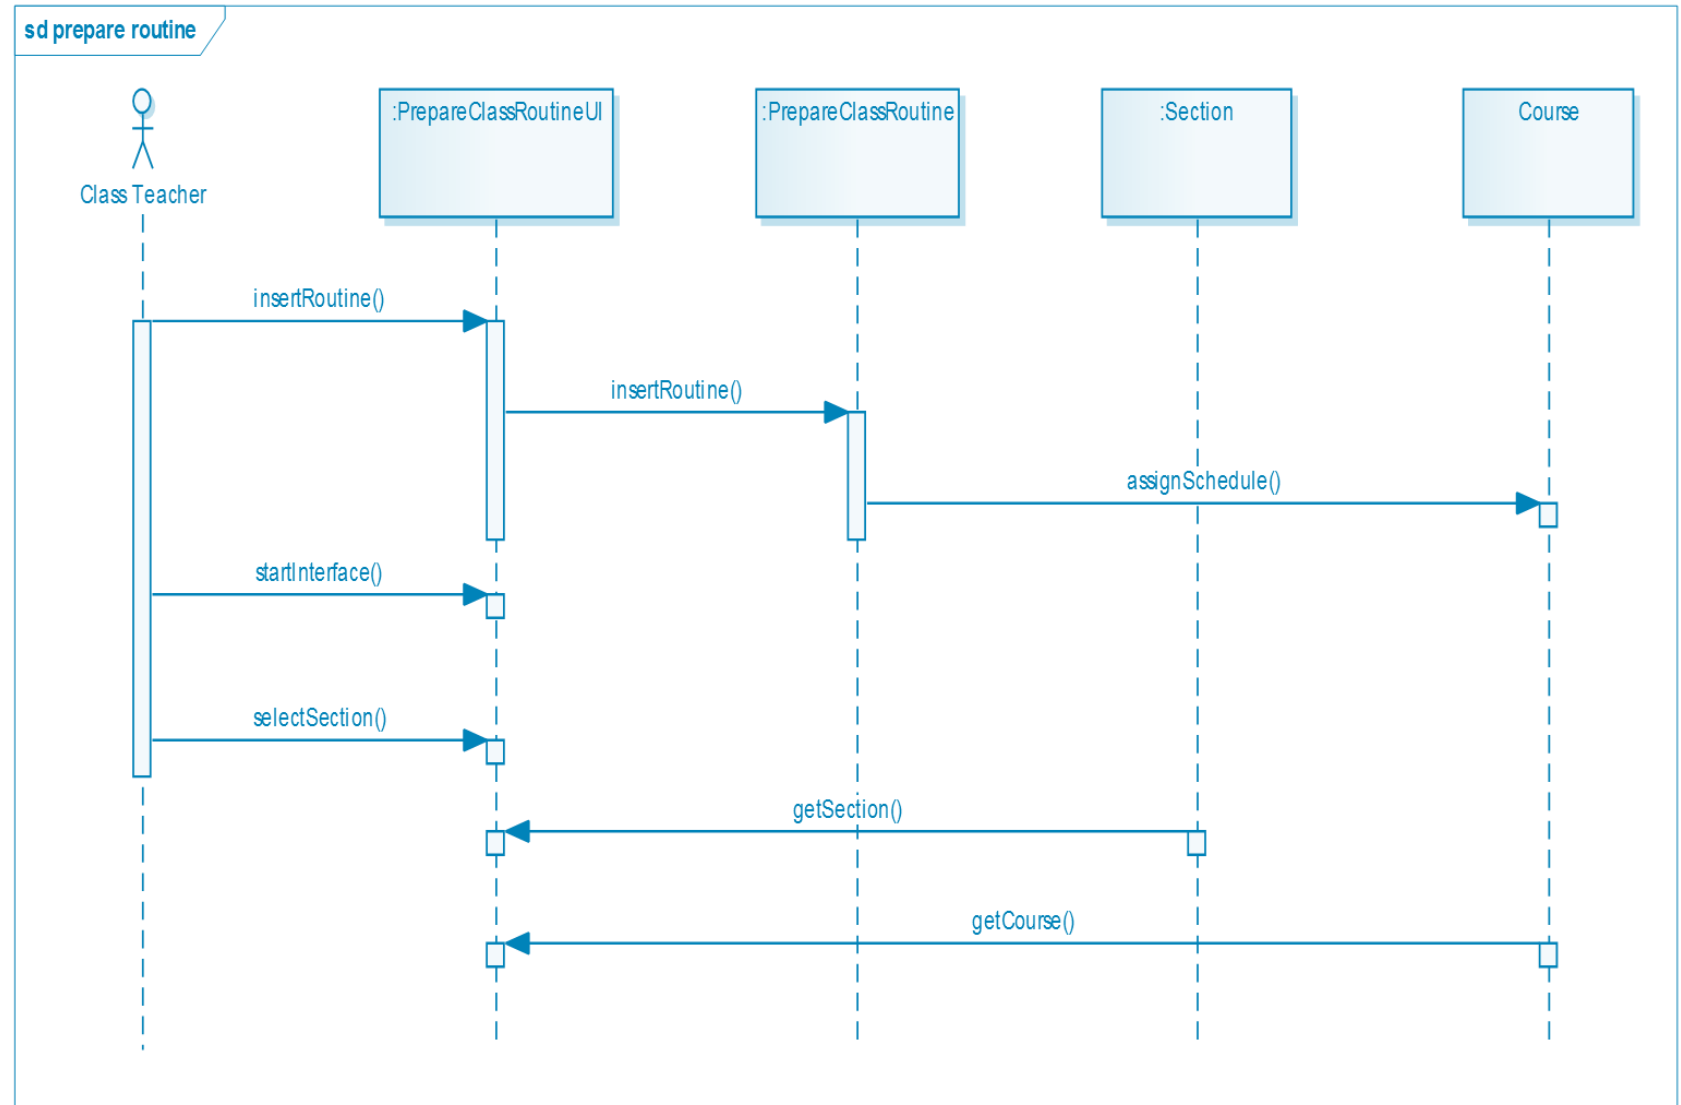 sd prepare routine
:PrepareClassRoutineUI
:PrepareClassRoutine
:Section
Course
Class Teacher
insertRoutine()
insertRoutine()
assignSchedule()
startInterface()
selectSection()
getSection()
getCourse()